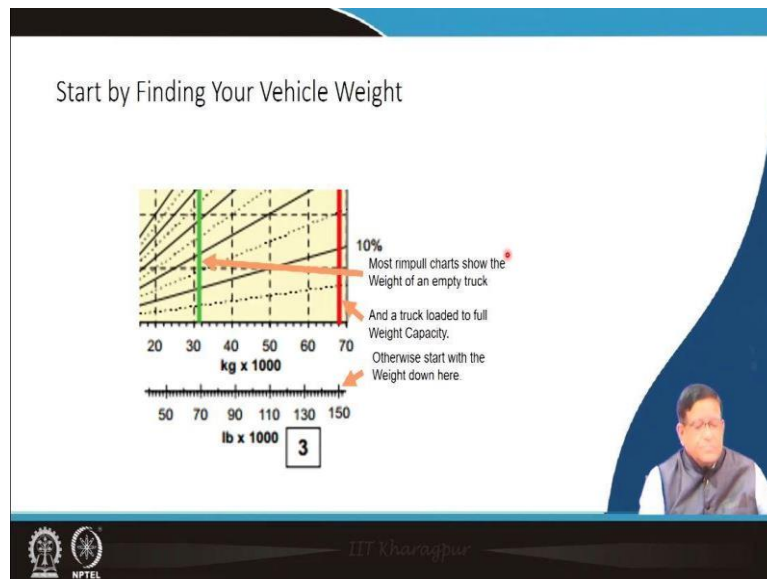 Start by Finding Your Vehicle Weight
10%
Most rimpull charts show the
Weight of an empty truck
And a truck loaded to full
Weight Capacity.
Otherwise start with the
Weight down here.
20 30 40 50 60 70
kg x 1000
50 70 90 110 130 150
lb x 1000
3
IIT Kharagpur
NPTEL